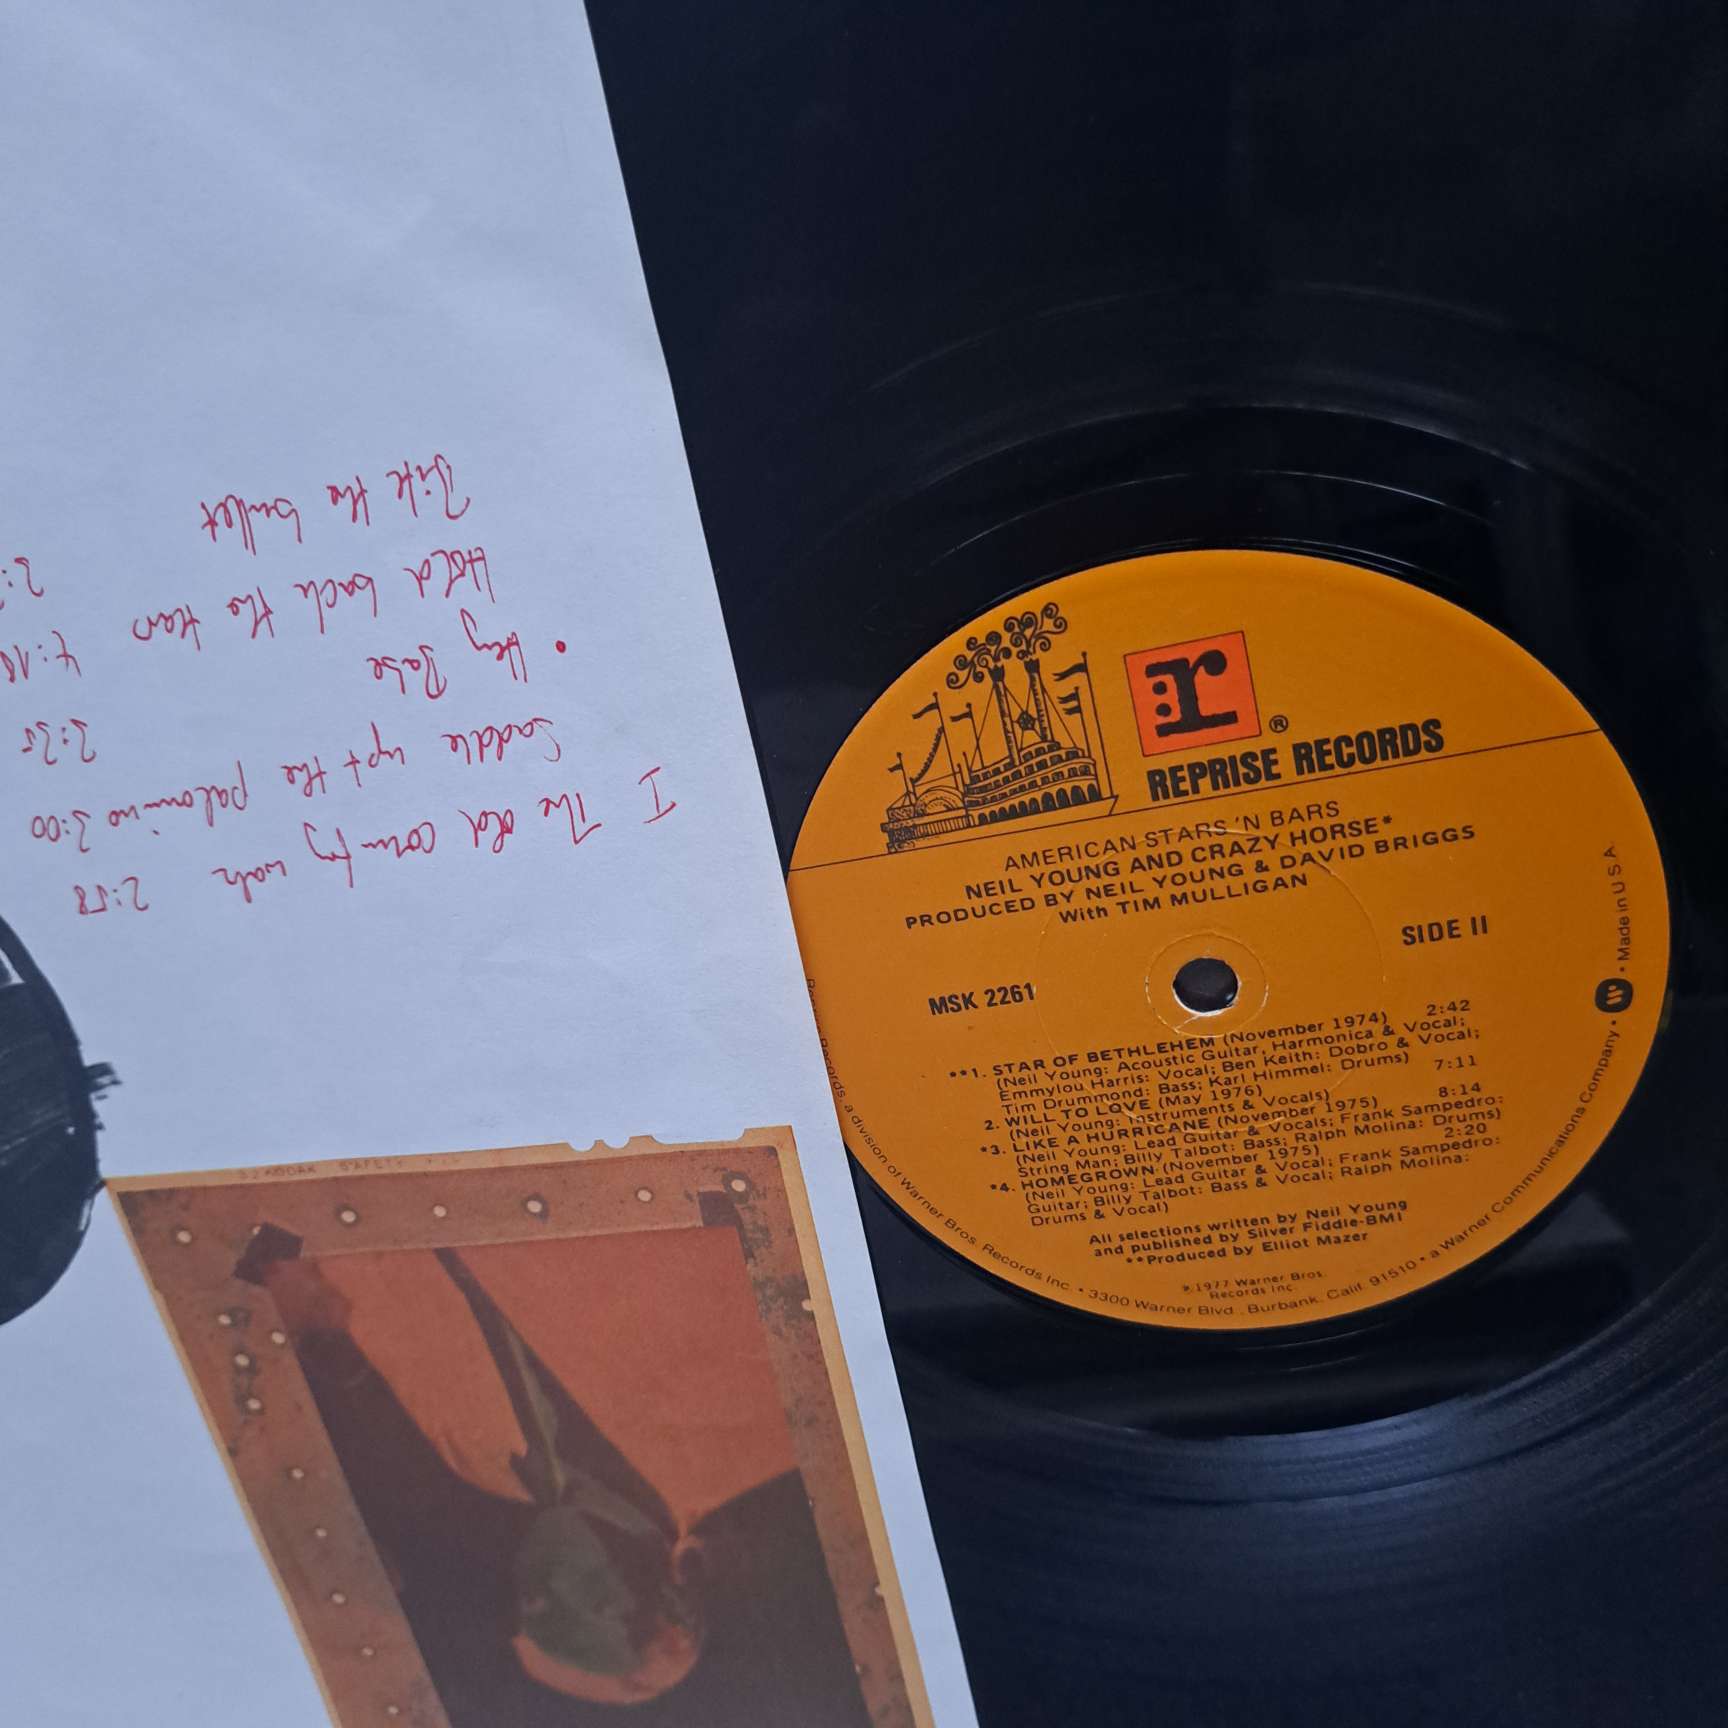 r
®
REPRISE RECORDS
AMERICAN STARS 'N BARS
NEIL YOUNG AND CRAZY HORSE*
PRODUCED BY NEIL YOUNG & DAVID BRIGGS
With TIM MULLIGAN
SIDE II
MSK 2261
**1. STAR OF BETHLEHEM (November 1974) 2:42
(Neil Young: Acoustic Guitar, Harmonica & Vocal;
Emmylou Harris: Vocal; Ben Keith: Dobro & Vocal;
Tim Drummond: Bass; Karl Himmel: Drums)
2. WILL TO LOVE (May 1976) 7:11
(Neil Young: Instruments & Vocals)
*3. LIKE A HURRICANE (November 1975) 8:14
(Neil Young: Lead Guitar & Vocals; Frank Sampedro:
String Man; Billy Talbot: Bass; Ralph Molina: Drums)
*4. HOMEGROWN (November 1975) 2:20
(Neil Young: Lead Guitar & Vocal; Frank Sampedro:
Guitar; Billy Talbot: Bass & Vocal; Ralph Molina:
Drums & Vocal)
All selections written by Neil Young
and published by Silver Fiddle-BMI
**Produced by Elliot Mazer
℗ 1977 Warner Bros.
Records Inc.
Reprise Records, a division of Warner Bros. Records Inc. • 3300 Warner Blvd., Burbank, Calif. 91510 • a Warner Communications Company • Made in U S A
I The old country waltz 2:58
Saddle up the palomino 3:00
• Hey Babe 3:35
Hold back the tears 4:18
Bite the bullet
KODAK SAFETY